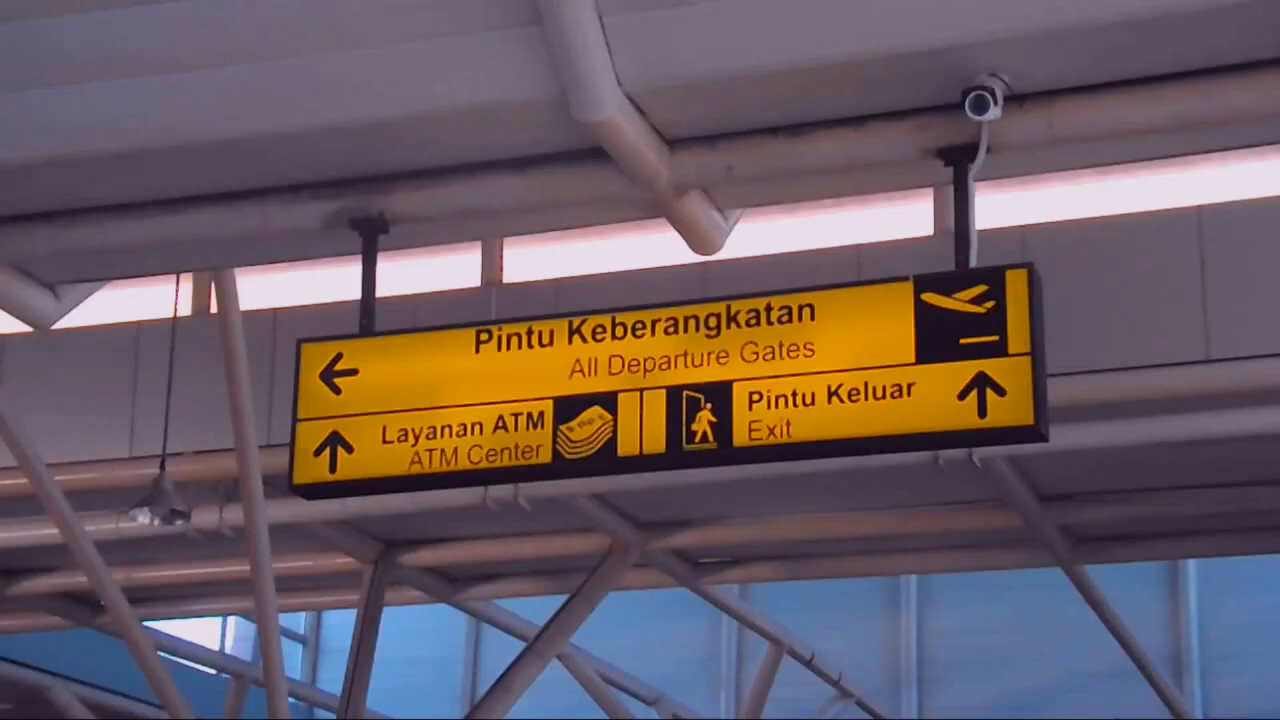 Pintu Keberangkatan
All Departure Gates
Layanan ATM
ATM Center
Pintu Keluar
Exit